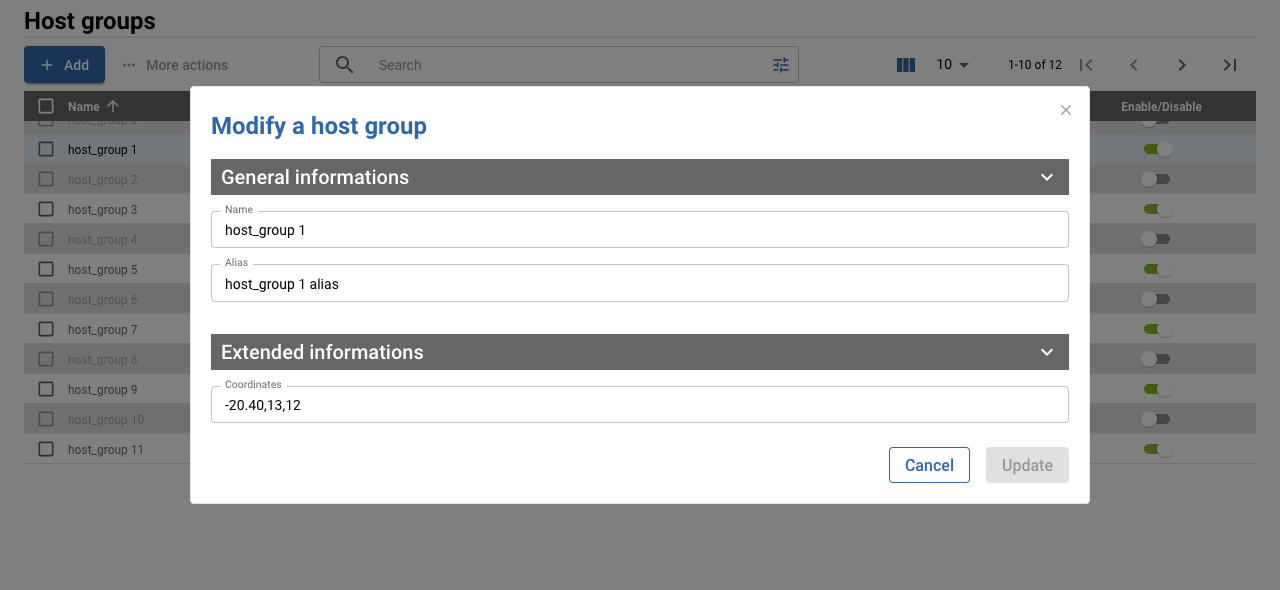 Host groups
Add
More actions
Search
10
1-10 of 12
Name
Enable/Disable
host_group 1
host_group 2
host_group 3
host_group 4
host_group 5
host_group 6
host_group 7
host_group 8
host_group 9
host_group 10
host_group 11
Modify a host group
General informations
Name
host_group 1
Alias
host_group 1 alias
Extended informations
Coordinates
-20.40,13,12
Cancel
Update